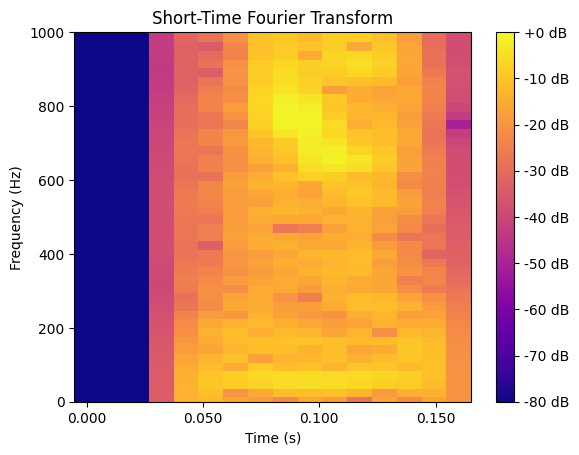 Short-Time Fourier Transform
1000
800
600
400
200
0
Frequency (Hz)
0.000
0.050
0.100
0.150
Time (s)
+0 dB
-10 dB
-20 dB
-30 dB
-40 dB
-50 dB
-60 dB
-70 dB
-80 dB